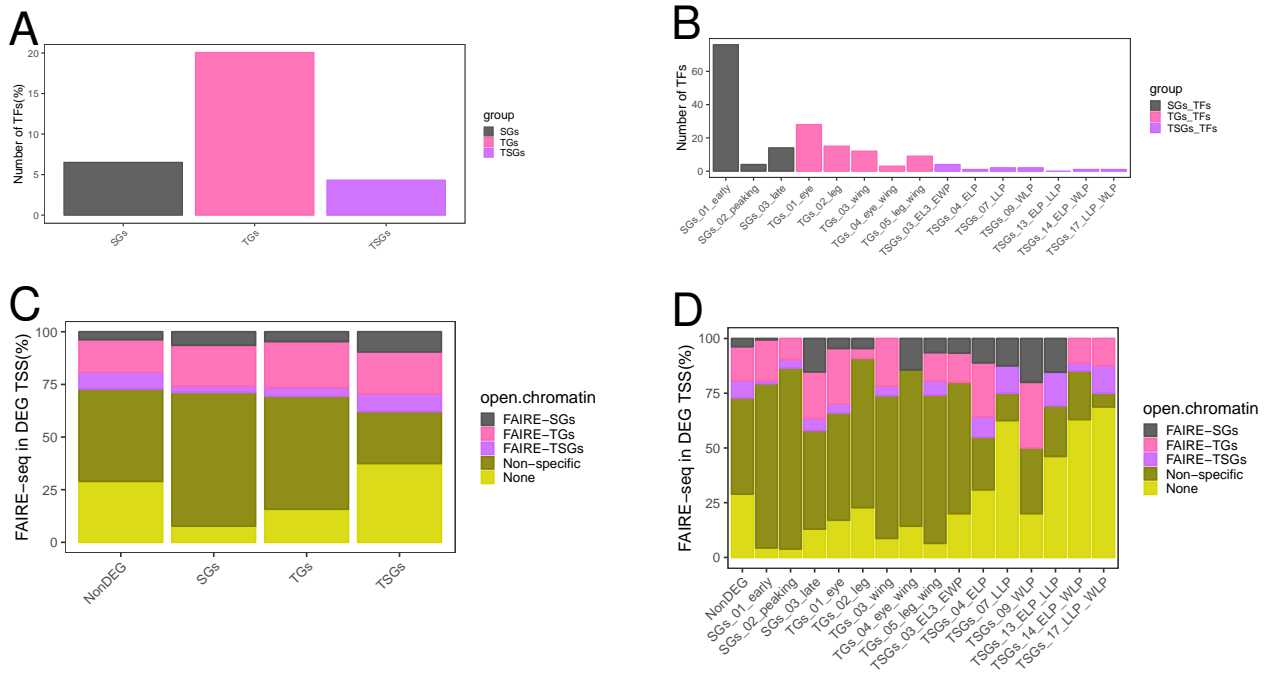 A
Number of TFs(%)
20
15
10
5
0
SGs
TGs
TSGs
group
SGs
TGs
TSGs
B
Number of TFs
60
40
20
0
SGs_01_early
SGs_02_peaking
SGs_03_late
TGs_01_eye
TGs_02_leg
TGs_03_wing
TGs_04_eye_wing
TGs_05_leg_wing
TSGs_03_EL3_EWP
TSGs_04_ELP
TSGs_07_LLP
TSGs_09_WLP
TSGs_13_ELP_LLP
TSGs_14_ELP_WLP
TSGs_17_LLP_WLP
group
SGs_TFs
TGs_TFs
TSGs_TFs
C
FAIRE−seq in DEG TSS(%)
100
75
50
25
0
NonDEG
SGs
TGs
TSGs
open.chromatin
FAIRE−SGs
FAIRE−TGs
FAIRE−TSGs
Non−specific
None
D
FAIRE−seq in DEG TSS(%)
100
75
50
25
0
NonDEG
SGs_01_early
SGs_02_peaking
SGs_03_late
TGs_01_eye
TGs_02_leg
TGs_03_wing
TGs_04_eye_wing
TGs_05_leg_wing
TSGs_03_EL3_EWP
TSGs_04_ELP
TSGs_07_LLP
TSGs_09_WLP
TSGs_13_ELP_LLP
TSGs_14_ELP_WLP
TSGs_17_LLP_WLP
open.chromatin
FAIRE−SGs
FAIRE−TGs
FAIRE−TSGs
Non−specific
None